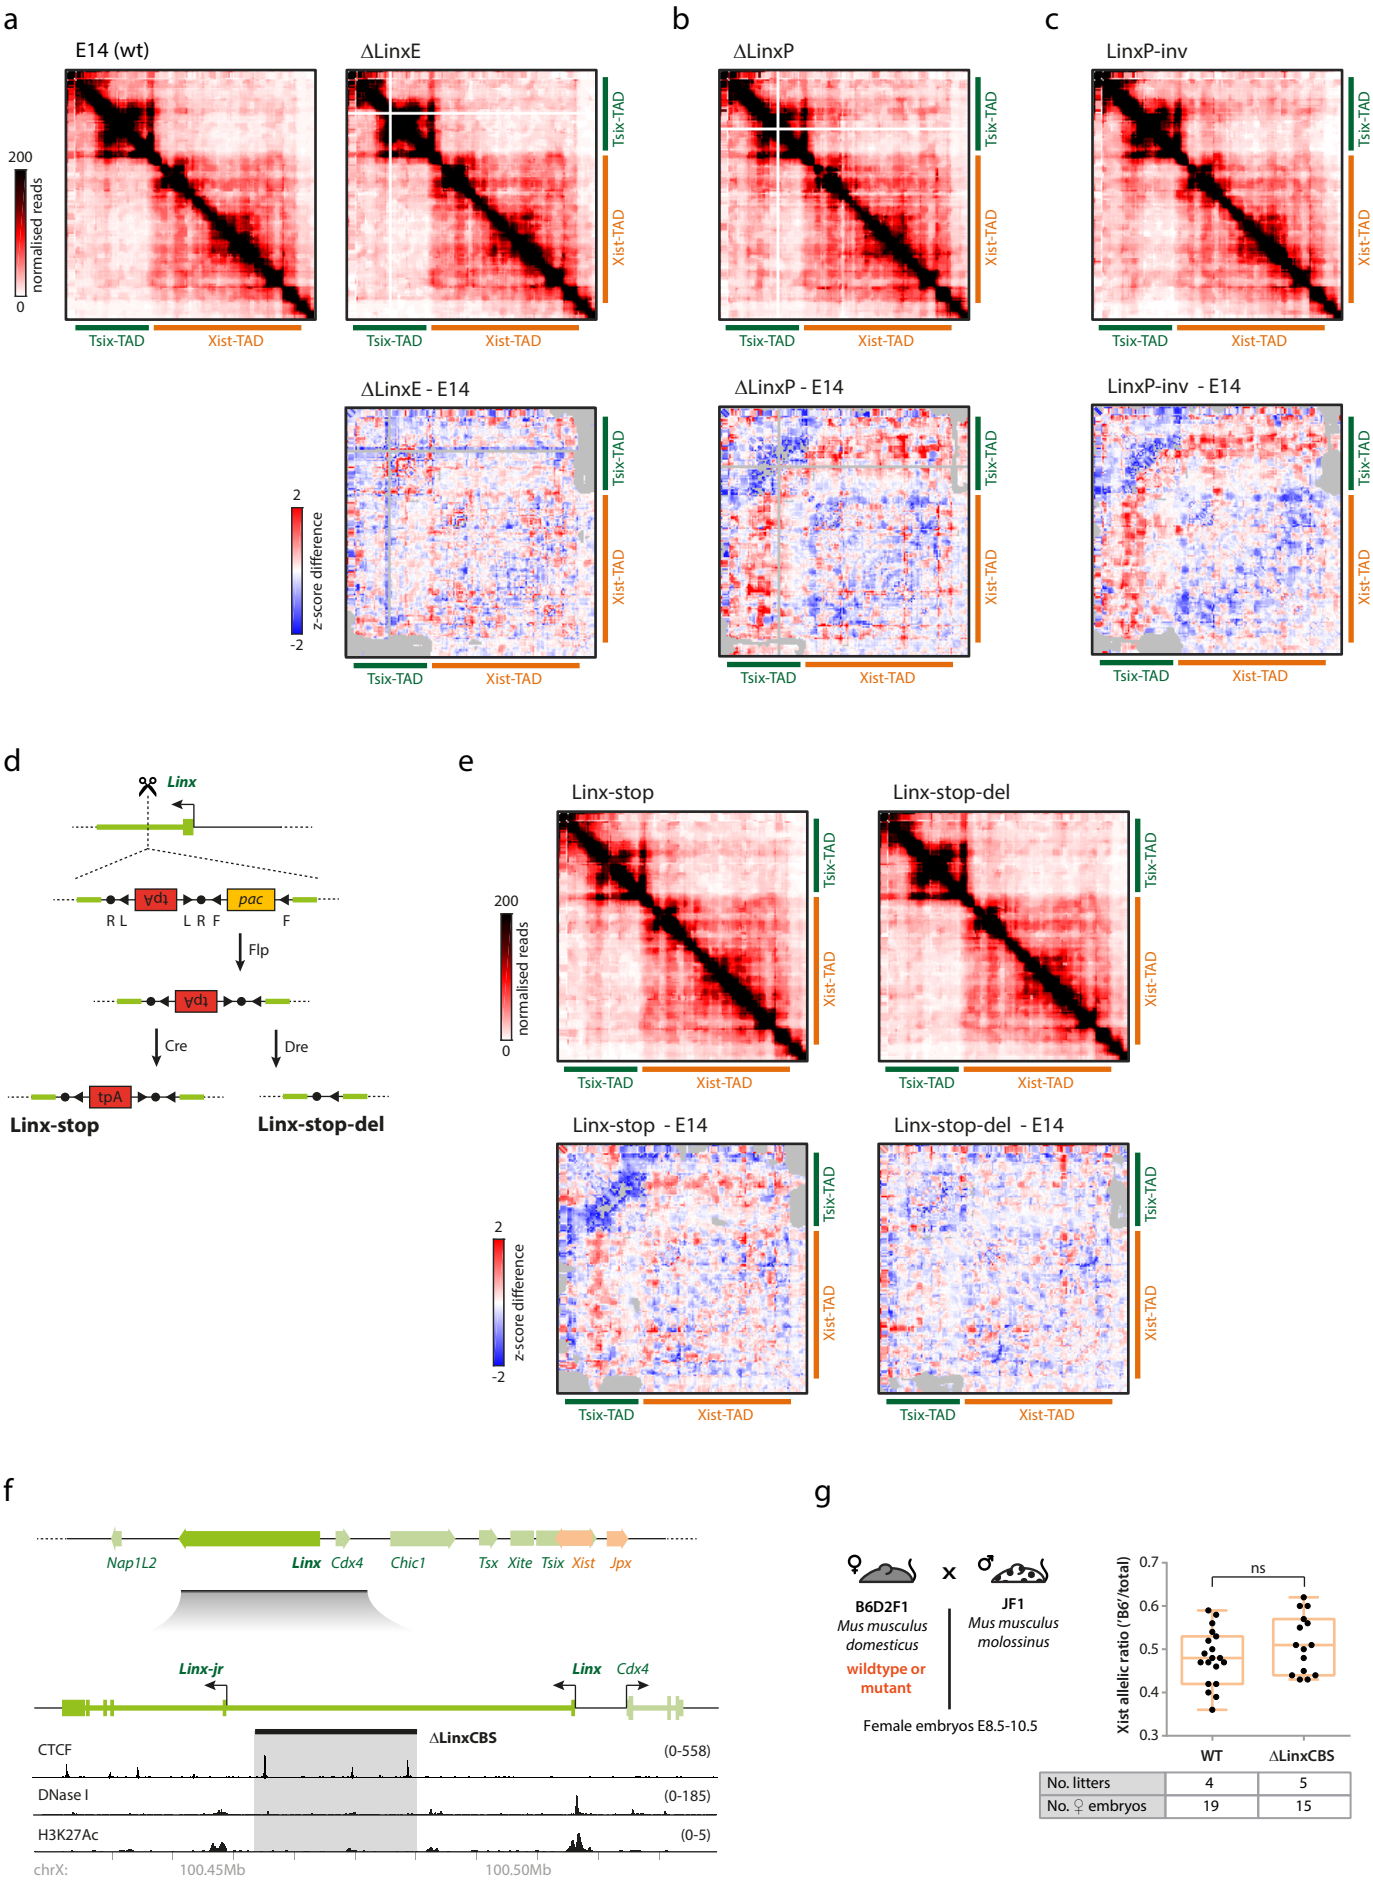 a
b
c
E14 (wt)
ΔLinxE
ΔLinxP
LinxP-inv
200
0
normalised reads
Tsix-TAD
Xist-TAD
Tsix-TAD
Xist-TAD
Tsix-TAD
Xist-TAD
Tsix-TAD
Xist-TAD
Tsix-TAD
Xist-TAD
Tsix-TAD
Xist-TAD
Tsix-TAD
Xist-TAD
ΔLinxE - E14
ΔLinxP - E14
LinxP-inv - E14
2
-2
z-score difference
Tsix-TAD
Xist-TAD
Tsix-TAD
Xist-TAD
Tsix-TAD
Xist-TAD
Tsix-TAD
Xist-TAD
Tsix-TAD
Xist-TAD
Tsix-TAD
Xist-TAD
d
Linx
tpA
pac
R L
L R F
F
Flp
tpA
Cre
Dre
tpA
Linx-stop
Linx-stop-del
e
Linx-stop
Linx-stop-del
200
0
normalised reads
Tsix-TAD
Xist-TAD
Tsix-TAD
Xist-TAD
Tsix-TAD
Xist-TAD
Tsix-TAD
Xist-TAD
Linx-stop - E14
Linx-stop-del - E14
2
-2
z-score difference
Tsix-TAD
Xist-TAD
Tsix-TAD
Xist-TAD
Tsix-TAD
Xist-TAD
Tsix-TAD
Xist-TAD
f
Nap1L2
Linx
Cdx4
Chic1
Tsx
Xite
Tsix
Xist
Jpx
Linx-jr
Linx
Cdx4
ΔLinxCBS
CTCF
(0-558)
DNase I
(0-185)
H3K27Ac
(0-5)
chrX:
100.45Mb
100.50Mb
g
♀
x
♂
B6D2F1
Mus musculus
domesticus
wildtype or
mutant
JF1
Mus musculus
molossinus
Female embryos E8.5-10.5
Xist allelic ratio ('B6'/total)
0.7
0.6
0.5
0.4
0.3
ns
WT
ΔLinxCBS
No. litters
4
5
No. ♀ embryos
19
15